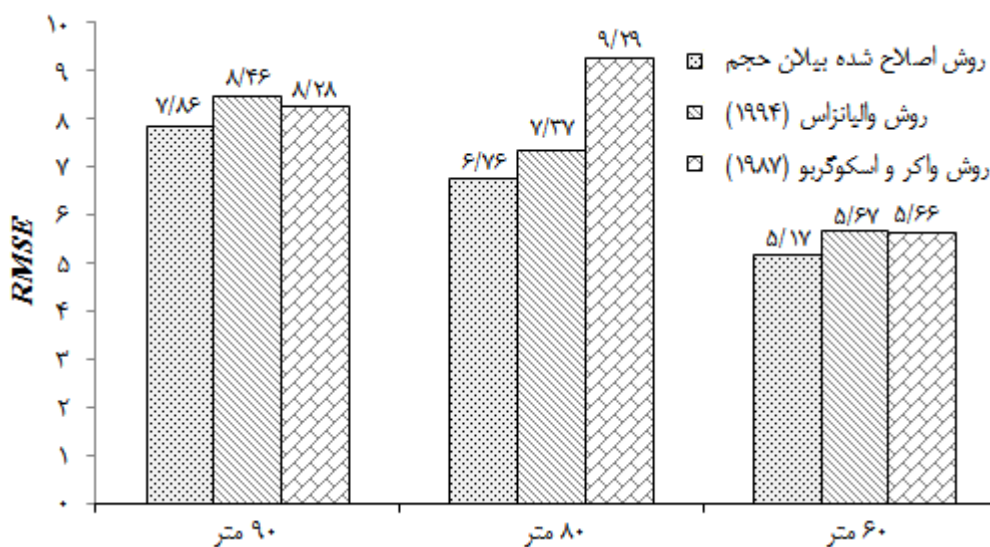 RMSE
۱۰
۹
۸
۷
۶
۵
۴
۳
۲
۱
۰
۷/۸۶
۸/۴۶
۸/۲۸
۶/۷۶
۷/۳۷
۹/۲۹
۵/۱۷
۵/۶۷
۵/۶۶
۹۰ متر
۸۰ متر
۶۰ متر
روش اصلاح شده بیلان حجم
روش والیانزاس (۱۹۹۴)
روش واکر و اسکوگربو (۱۹۸۷)